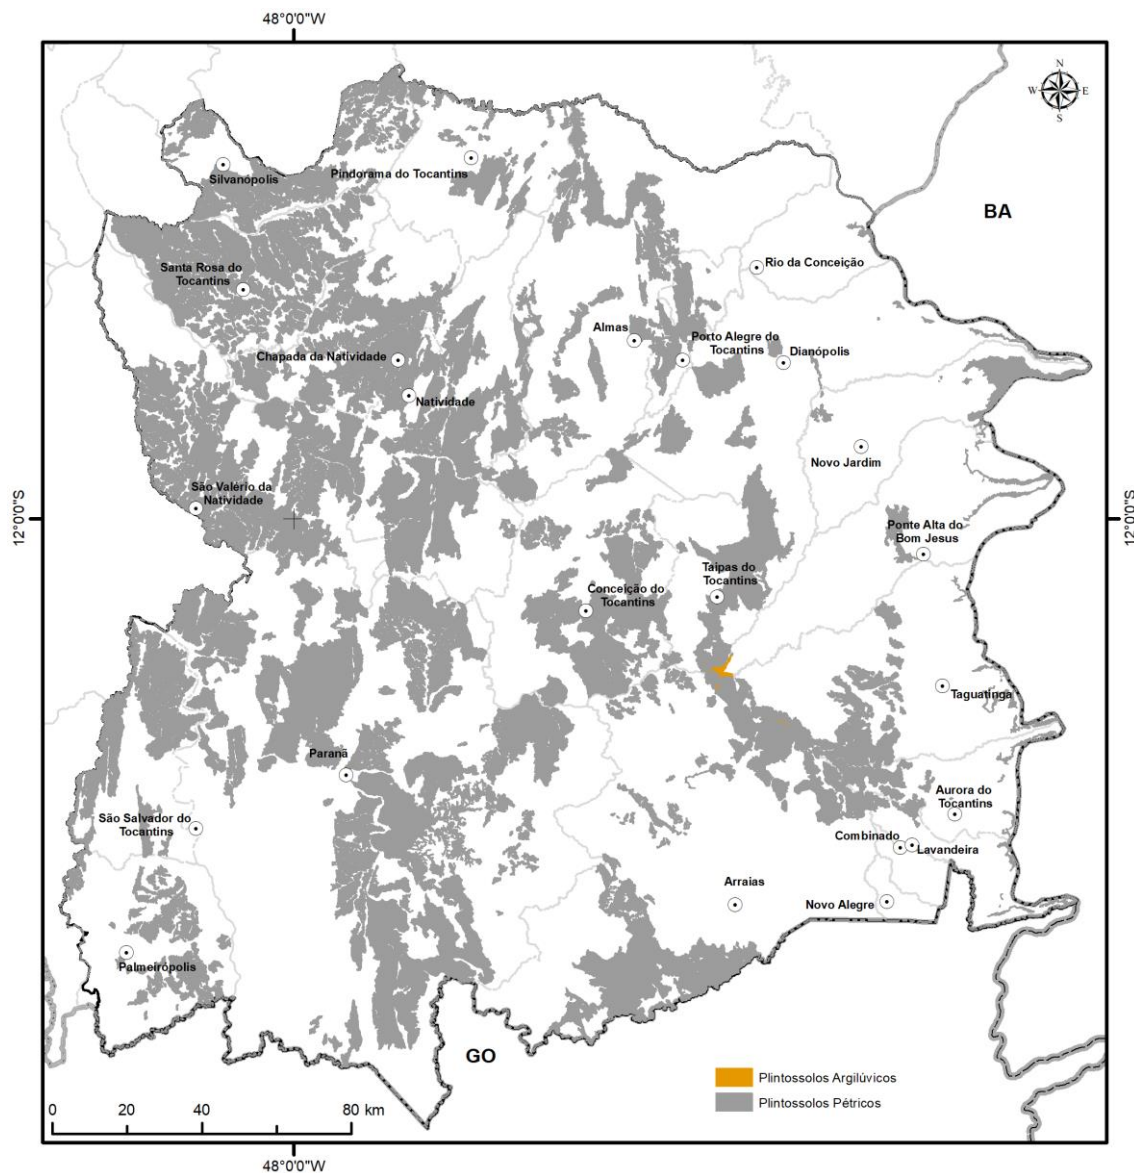 48°0'0"W
N
W
E
S
BA
Silvanópolis
Pindorama do Tocantins
Rio da Conceição
Santa Rosa do
Tocantins
Almas
Porto Alegre do
Tocantins
Dianópolis
Chapada da Natividade
Natividade
Novo Jardim
São Valério da
Natividade
12°0'0"S
12°0'0"S
Ponte Alta do
Bom Jesus
Taipas do
Tocantins
Conceição do
Tocantins
Taguatinga
Paranã
Aurora do
Tocantins
São Salvador do
Tocantins
Combinado
Lavandeira
Arraias
Novo Alegre
Palmeirópolis
GO
Plintossolos Argilúvicos
Plintossolos Pétricos
0 20 40 80 km
48°0'0"W